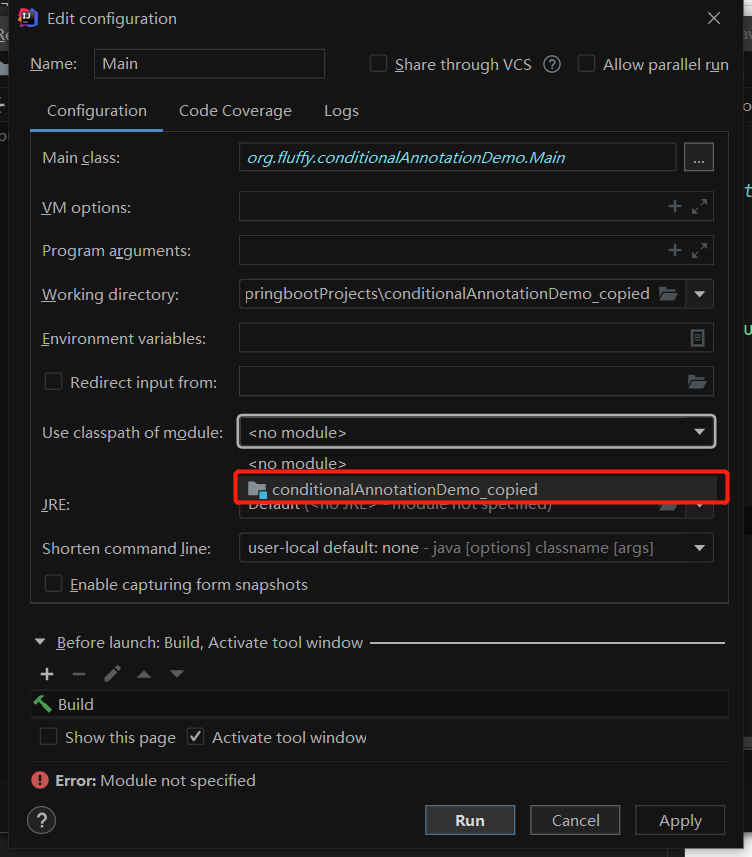 Edit configuration
Name: Main Share through VCS ? Allow parallel run
Configuration Code Coverage Logs
Main class: org.fluffy.conditionalAnnotationDemo.Main ...
VM options:
Program arguments:
Working directory: pringbootProjects\conditionalAnnotationDemo_copied
Environment variables:
Redirect input from:
Use classpath of module: <no module>
<no module>
conditionalAnnotationDemo_copied
JRE: Default (<no JRE> - module not specified)
Shorten command line: user-local default: none - java [options] classname [args]
Enable capturing form snapshots
Before launch: Build, Activate tool window
Build
Show this page Activate tool window
Error: Module not specified
? Run Cancel Apply